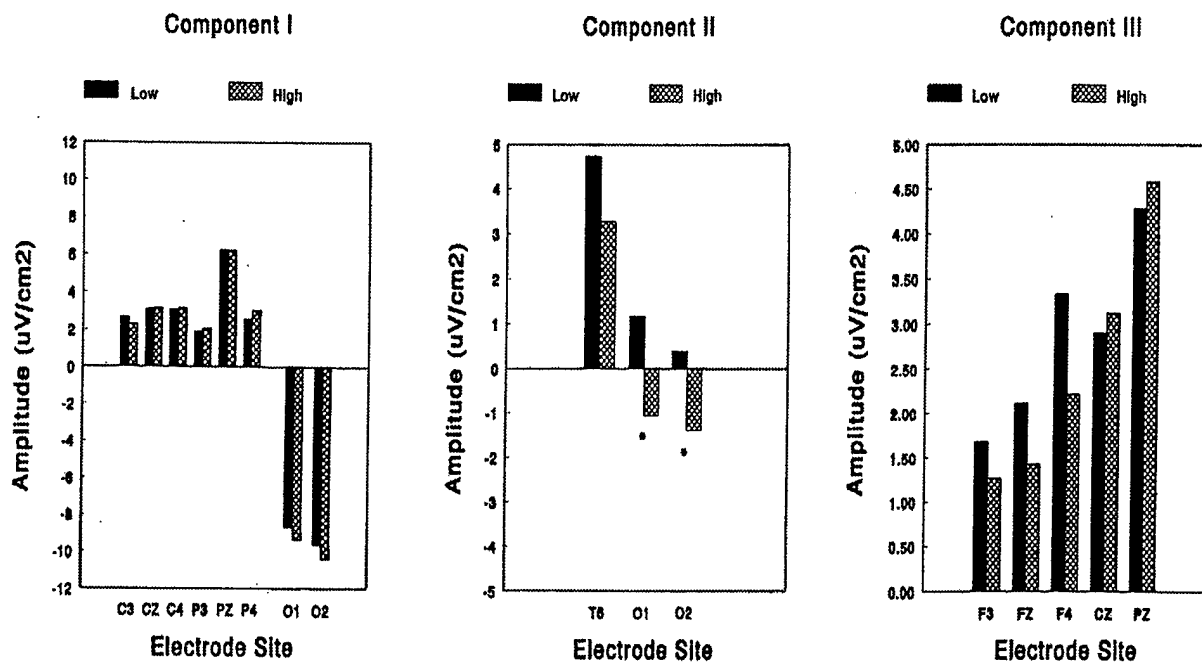 Component I
Low High
12
10
8
6
4
2
0
-2
-4
-6
-8
-10
-12
Amplitude (uV/cm2)
C3 CZ C4 P3 PZ P4 O1 O2
Electrode Site
Component II
Low High
5
4
3
2
1
0
-1
-2
-3
-4
-5
Amplitude (uV/cm2)
* *
T6 O1 O2
Electrode Site
Component III
Low High
5.00
4.50
4.00
3.50
3.00
2.50
2.00
1.50
1.00
0.50
0.00
Amplitude (uV/cm2)
F3 FZ F4 CZ PZ
Electrode Site